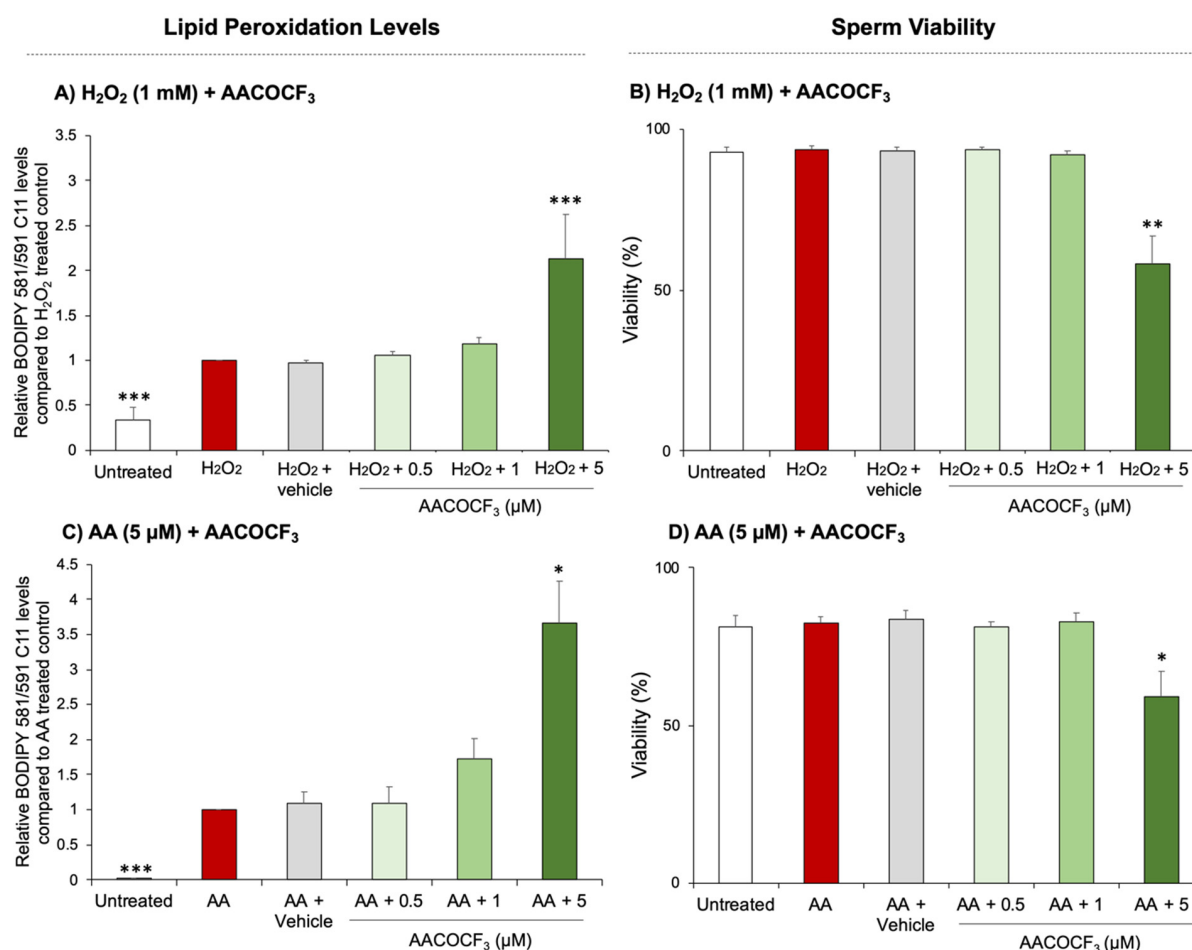 Lipid Peroxidation Levels
Sperm Viability
A) H₂O₂ (1 mM) + AACOCF₃
Relative BODIPY 581/591 C11 levels
compared to H₂O₂ treated control
3.5
3
2.5
2
1.5
1
0.5
0
***
***
Untreated
H₂O₂
H₂O₂ +
vehicle
H₂O₂ + 0.5
H₂O₂ + 1
H₂O₂ + 5
AACOCF₃ (µM)
B) H₂O₂ (1 mM) + AACOCF₃
Viability (%)
100
50
0
**
Untreated
H₂O₂
H₂O₂ +
vehicle
H₂O₂ + 0.5
H₂O₂ + 1
H₂O₂ + 5
AACOCF₃ (µM)
C) AA (5 µM) + AACOCF₃
Relative BODIPY 581/591 C11 levels
compared to AA treated control
4.5
4
3.5
3
2.5
2
1.5
1
0.5
0
***
*
Untreated
AA
AA +
Vehicle
AA + 0.5
AA + 1
AA + 5
AACOCF₃ (µM)
D) AA (5 µM) + AACOCF₃
Viability (%)
100
50
0
*
Untreated
AA
AA +
Vehicle
AA + 0.5
AA + 1
AA + 5
AACOCF₃ (µM)